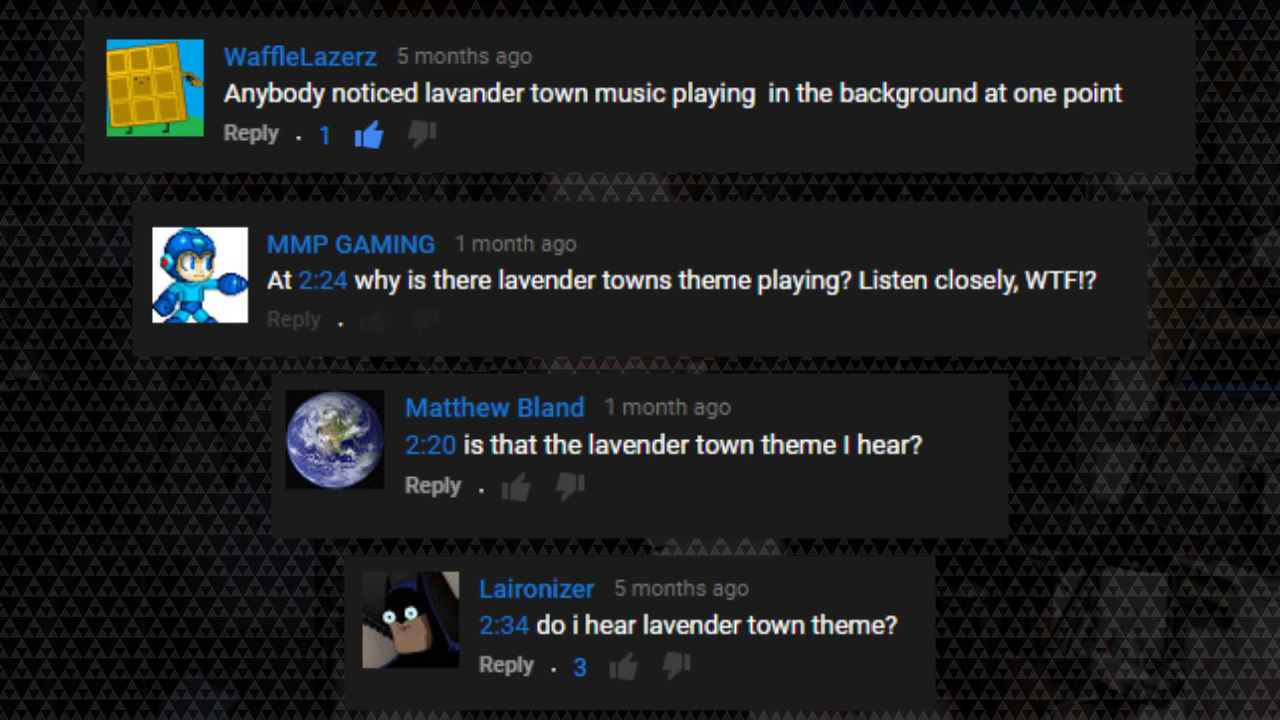 WaffleLazerz 5 months ago
Anybody noticed lavander town music playing  in the background at one point
Reply . 1
MMP GAMING 1 month ago
At 2:24 why is there lavender towns theme playing? Listen closely, WTF!?
Reply .
Matthew Bland 1 month ago
2:20 is that the lavender town theme I hear?
Reply .
Laironizer 5 months ago
2:34 do i hear lavender town theme?
Reply . 3